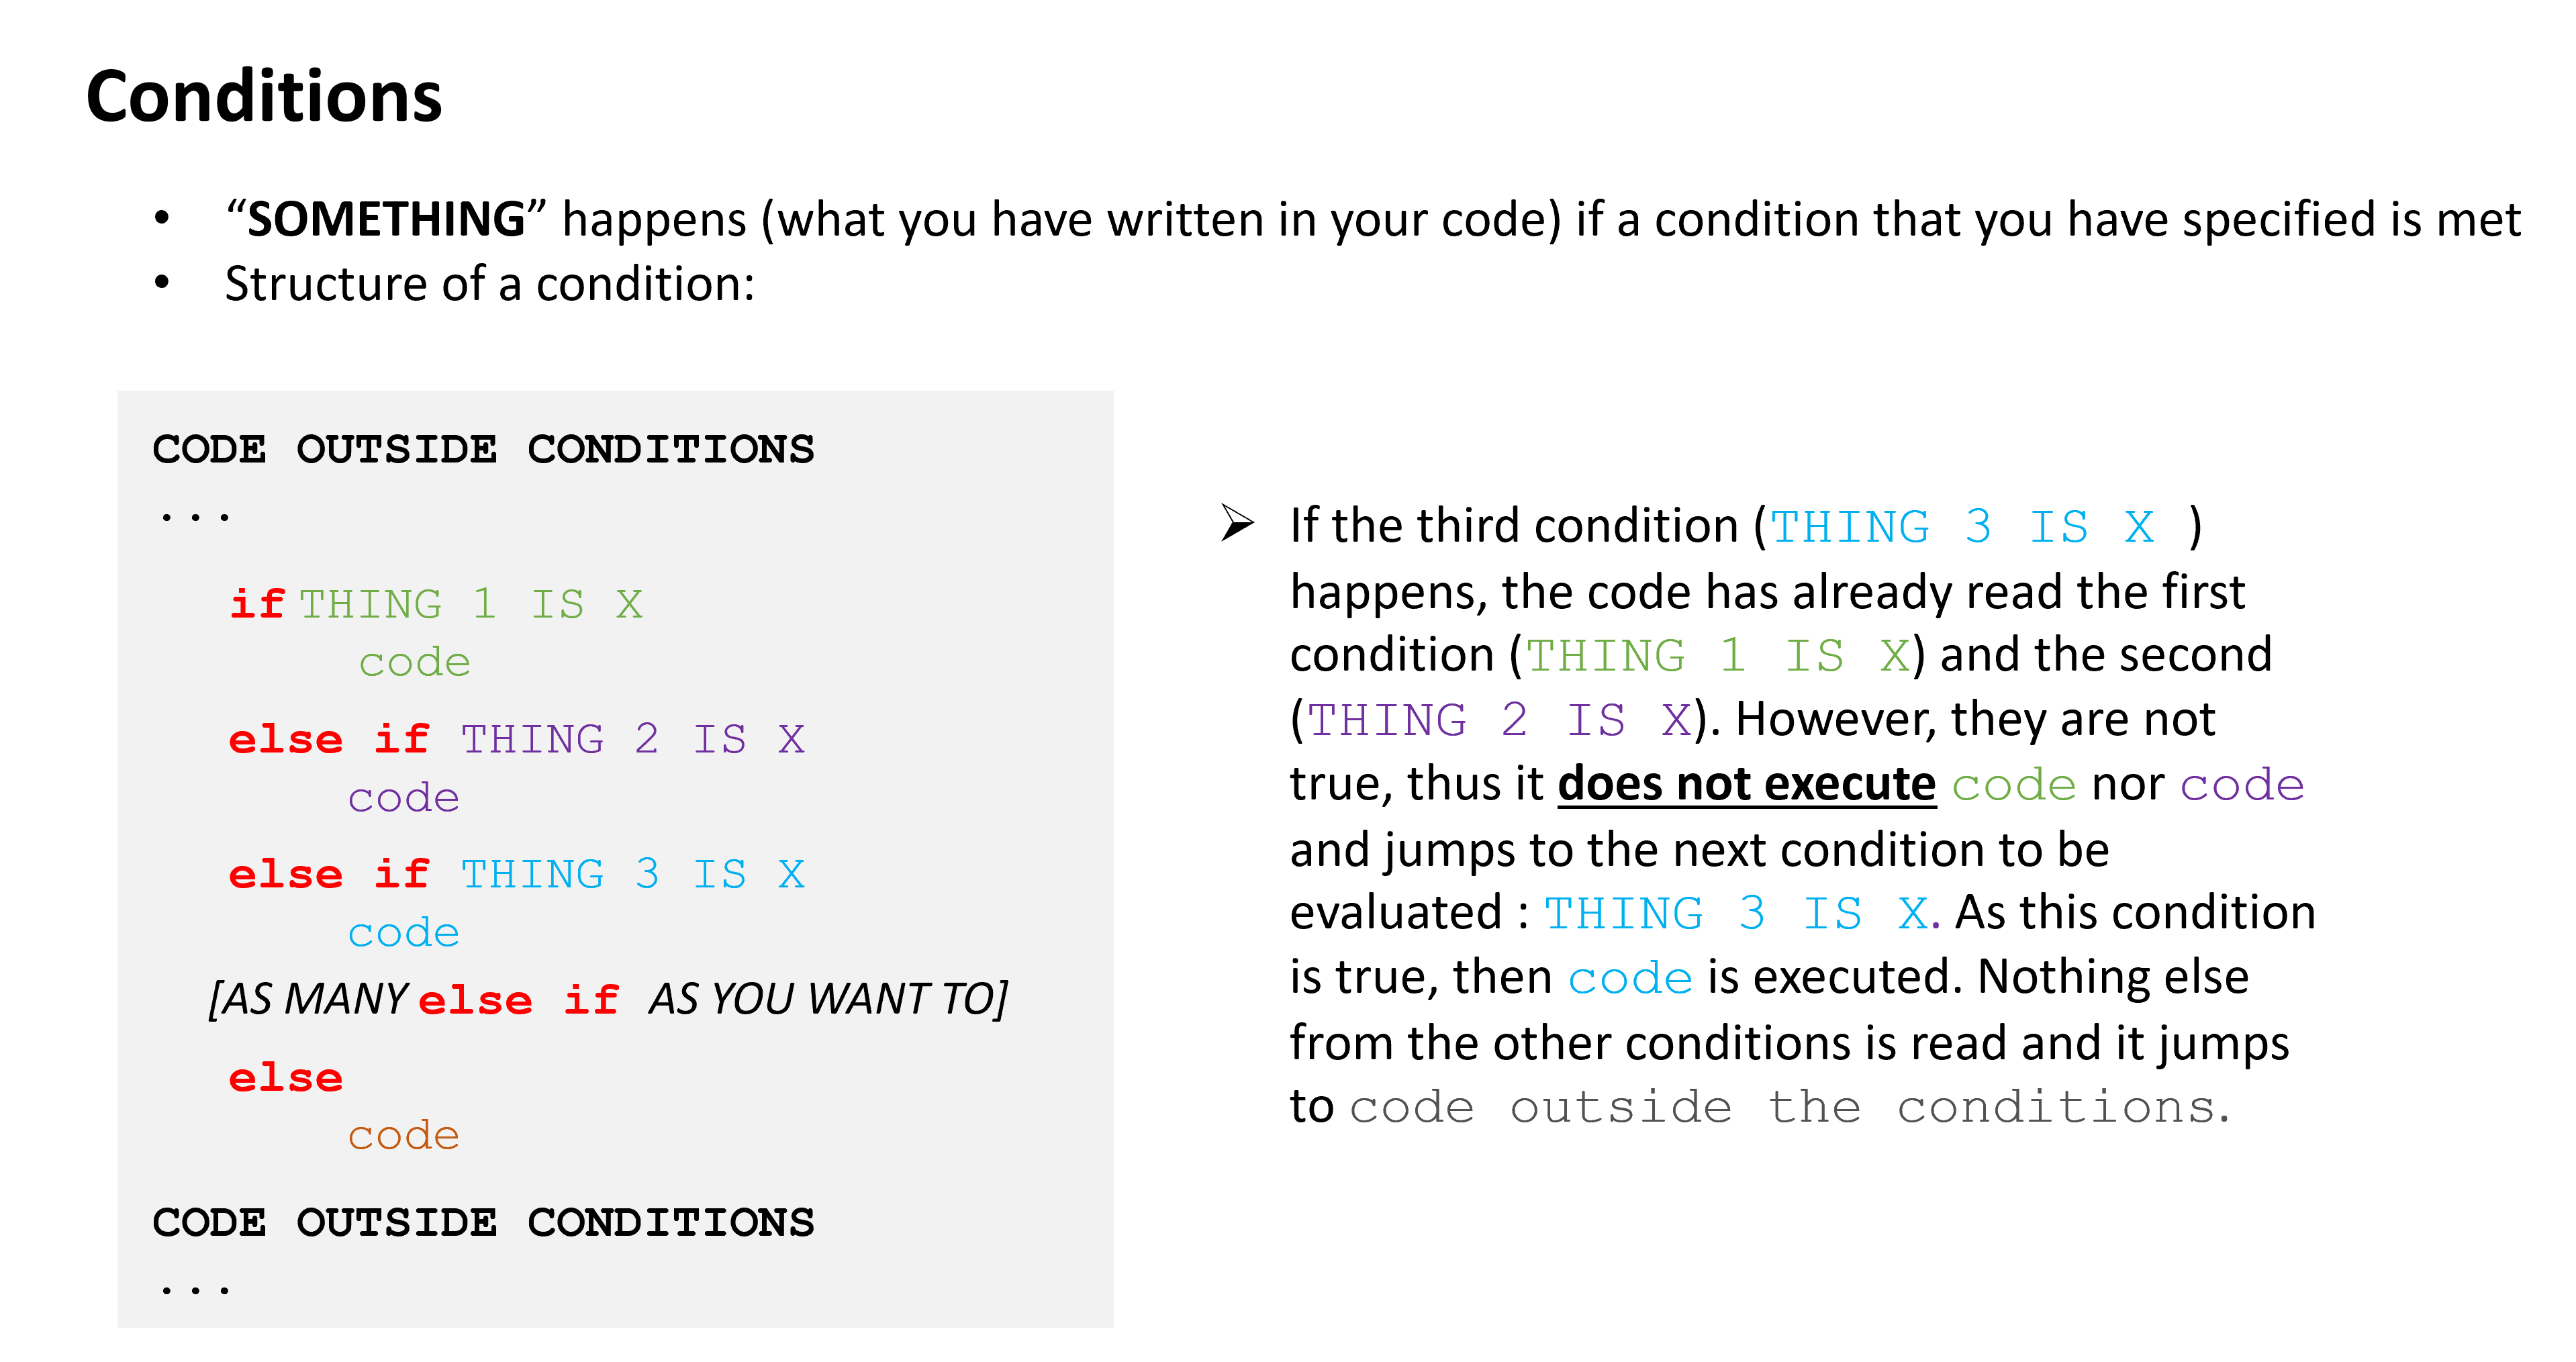 Conditions
• “SOMETHING” happens (what you have written in your code) if a condition that you have specified is met
• Structure of a condition:
CODE OUTSIDE CONDITIONS
...
if THING 1 IS X
code
else if THING 2 IS X
code
else if THING 3 IS X
code
[AS MANY else if AS YOU WANT TO]
else
code
CODE OUTSIDE CONDITIONS
...
➢ If the third condition (THING 3 IS X )
happens, the code has already read the first
condition (THING 1 IS X) and the second
(THING 2 IS X). However, they are not
true, thus it does not execute code nor code
and jumps to the next condition to be
evaluated : THING 3 IS X. As this condition
is true, then code is executed. Nothing else
from the other conditions is read and it jumps
to code outside the conditions.